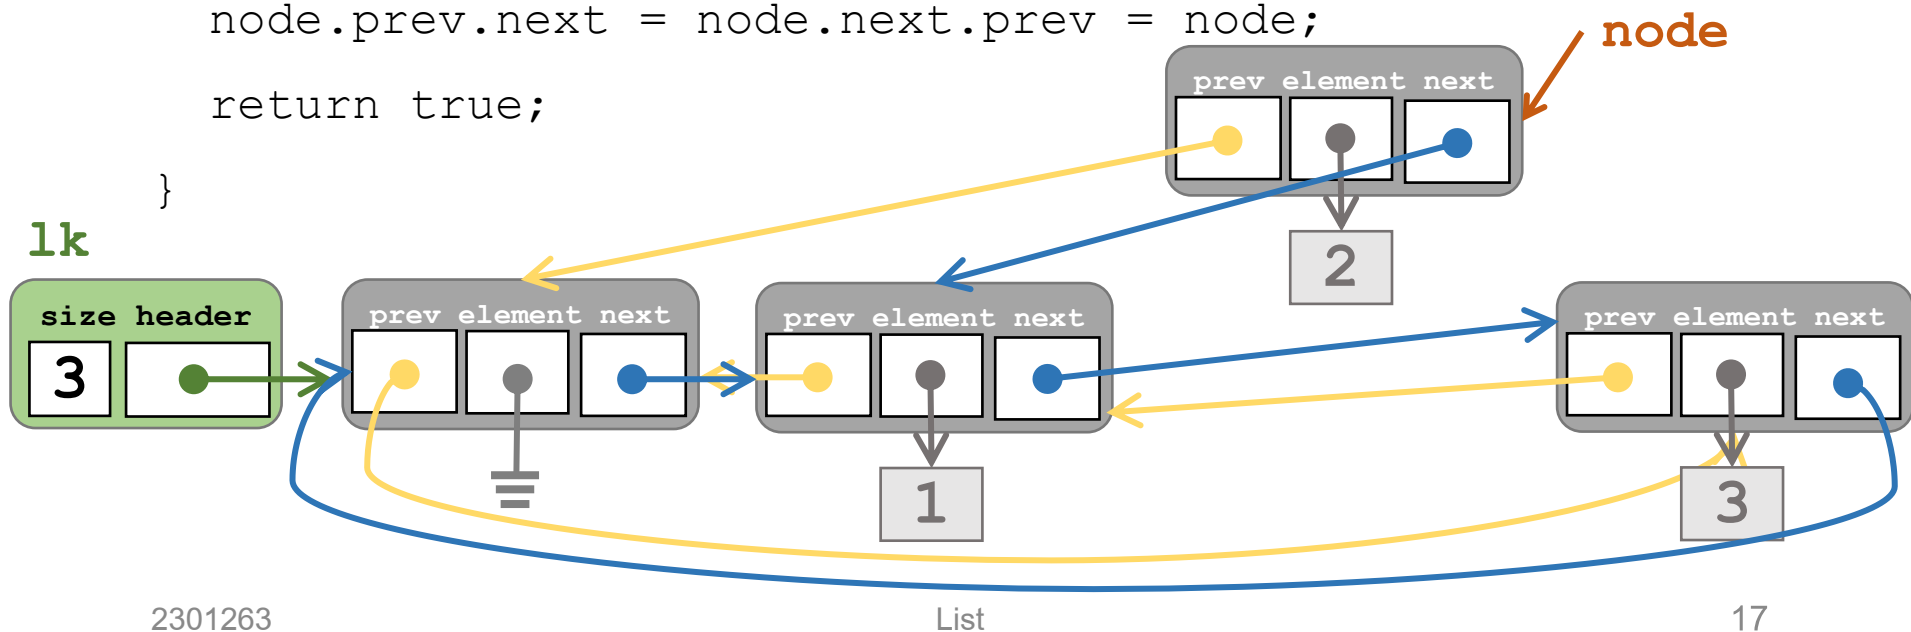 node.prev.next = node.next.prev = node;
node
prev element next
return true;
}
2
lk
size header
3
prev element next
prev element next
prev element next
1
3
2301263 List 17